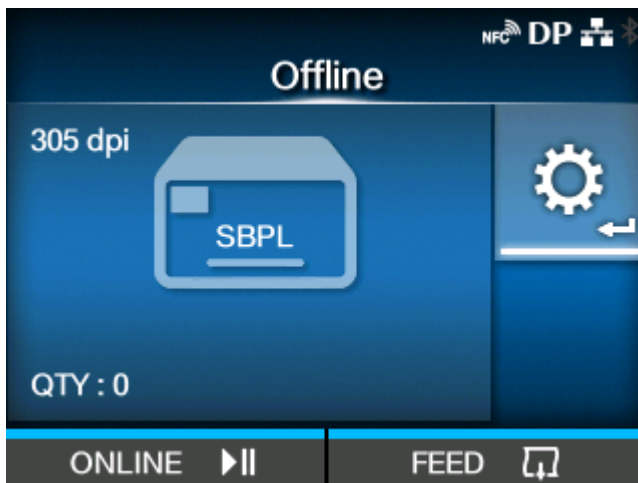 NFC DP
Offline
305 dpi
SBPL
QTY : 0
ONLINE FEED